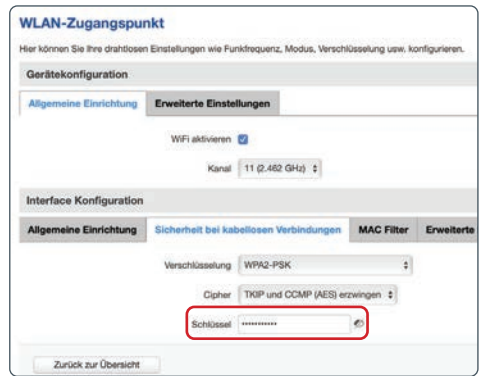 WLAN-Zugangspunkt
Hier können Sie Ihre drahtlosen Einstellungen wie Funkfrequenz, Modus, Verschlüsselung usw. konfigurieren.
Gerätekonfiguration
Allgemeine Einrichtung Erweiterte Einstellungen
WiFi aktivieren
Kanal 11 (2.462 GHz)
Interface Konfiguration
Allgemeine Einrichtung Sicherheit bei kabellosen Verbindungen MAC Filter Erweiterte
Verschlüsselung WPA2-PSK
Cipher TKIP und CCMP (AES) erzwingen
Schlüssel •••••••••••
Zurück zur Übersicht